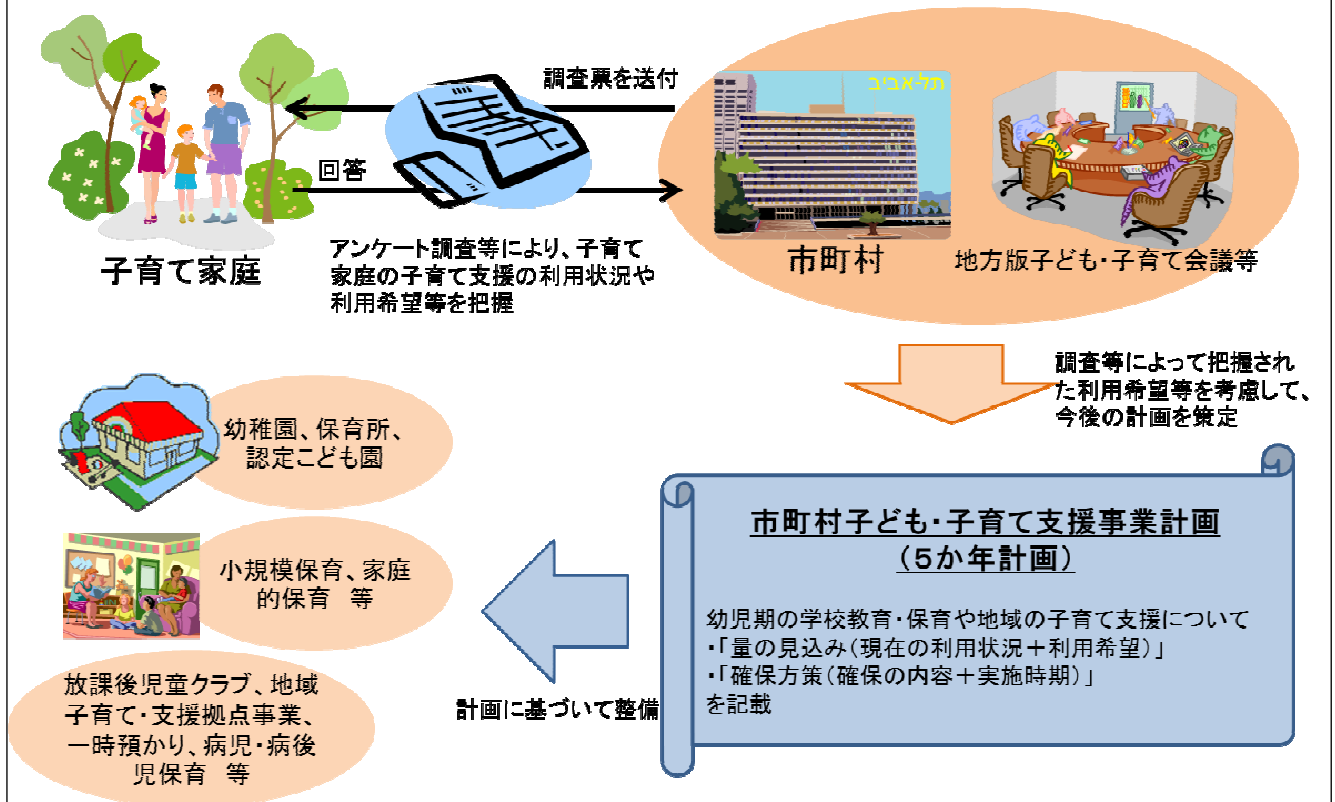 調査票を送付
תל-אביב
回答
子育て家庭
アンケート調査等により、子育て
家庭の子育て支援の利用状況や
利用希望等を把握
市町村
地方版子ども・子育て会議等
調査等によって把握され
た利用希望等を考慮して、
今後の計画を策定
市町村子ども・子育て支援事業計画
(5か年計画)
幼児期の学校教育・保育や地域の子育て支援について
・「量の見込み(現在の利用状況+利用希望)」
・「確保方策(確保の内容+実施時期)」
を記載
計画に基づいて整備
幼稚園、保育所、
認定こども園
小規模保育、家庭
的保育 等
放課後児童クラブ、地域
子育て・支援拠点事業、
一時預かり、病児・病後
児保育 等